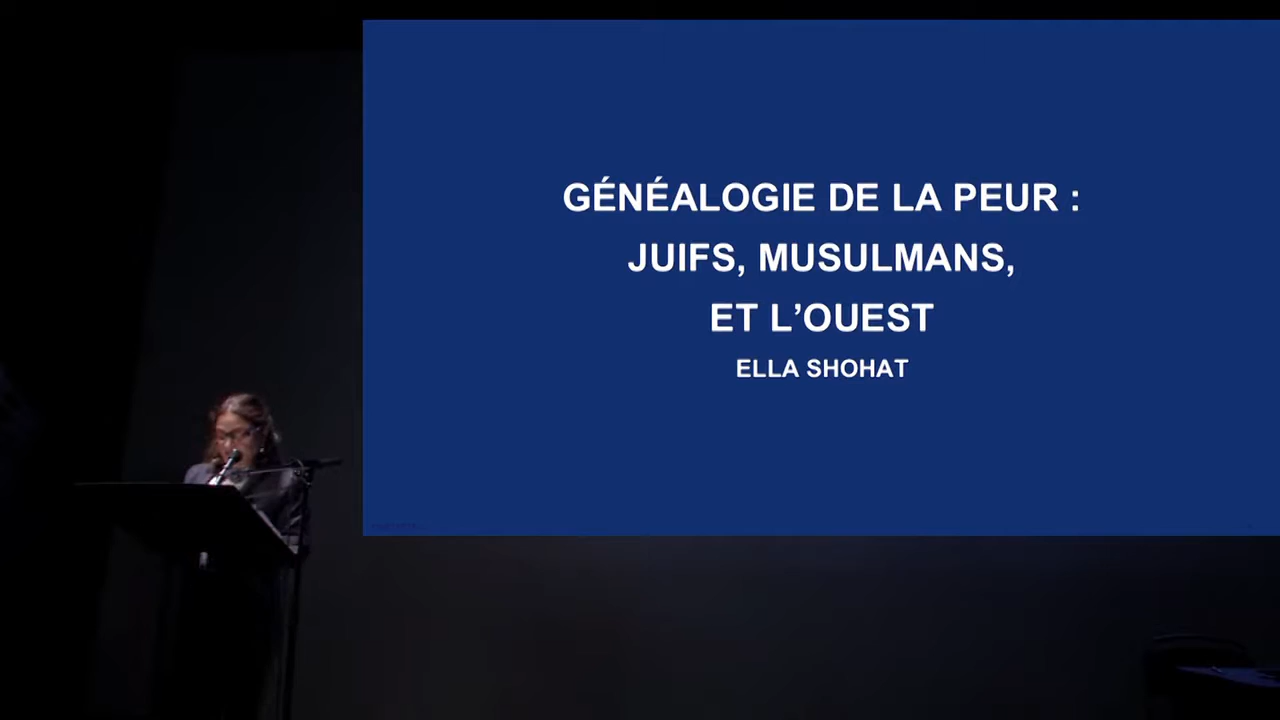 GÉNÉALOGIE DE LA PEUR :
JUIFS, MUSULMANS,
ET L’OUEST
ELLA SHOHAT